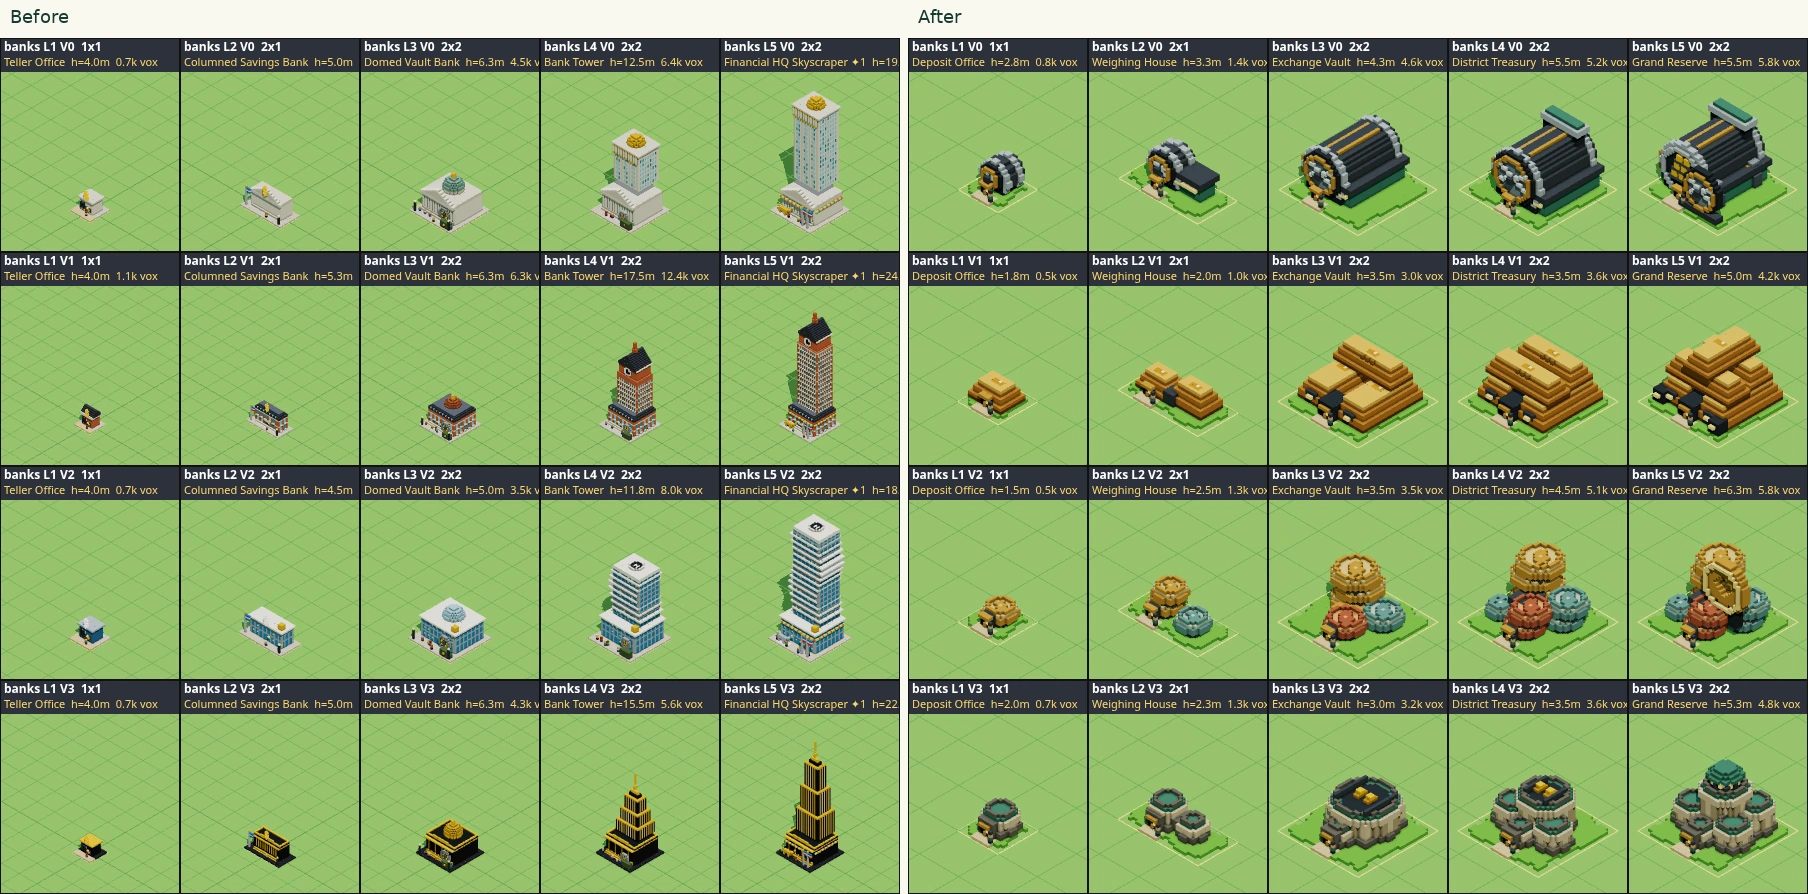 Before
After
banks L1 V0 1x1
Teller Office h=4.0m 0.7k vox
banks L2 V0 2x1
Columned Savings Bank h=5.0m
banks L3 V0 2x2
Domed Vault Bank h=6.3m 4.5k v
banks L4 V0 2x2
Bank Tower h=12.5m 6.4k vox
banks L5 V0 2x2
Financial HQ Skyscraper ✦1 h=19.
banks L1 V0 1x1
Deposit Office h=2.8m 0.8k vox
banks L2 V0 2x1
Weighing House h=3.3m 1.4k vox
banks L3 V0 2x2
Exchange Vault h=4.3m 4.6k vox
banks L4 V0 2x2
District Treasury h=5.5m 5.2k vox
banks L5 V0 2x2
Grand Reserve h=5.5m 5.8k vox
banks L1 V1 1x1
Teller Office h=4.0m 1.1k vox
banks L2 V1 2x1
Columned Savings Bank h=5.3m
banks L3 V1 2x2
Domed Vault Bank h=6.3m 6.3k v
banks L4 V1 2x2
Bank Tower h=17.5m 12.4k vox
banks L5 V1 2x2
Financial HQ Skyscraper ✦1 h=24.
banks L1 V1 1x1
Deposit Office h=1.8m 0.5k vox
banks L2 V1 2x1
Weighing House h=2.0m 1.0k vox
banks L3 V1 2x2
Exchange Vault h=3.5m 3.0k vox
banks L4 V1 2x2
District Treasury h=3.5m 3.6k vox
banks L5 V1 2x2
Grand Reserve h=5.0m 4.2k vox
banks L1 V2 1x1
Teller Office h=4.0m 0.7k vox
banks L2 V2 2x1
Columned Savings Bank h=4.5m
banks L3 V2 2x2
Domed Vault Bank h=5.0m 3.5k v
banks L4 V2 2x2
Bank Tower h=11.8m 8.0k vox
banks L5 V2 2x2
Financial HQ Skyscraper ✦1 h=18.
banks L1 V2 1x1
Deposit Office h=1.5m 0.5k vox
banks L2 V2 2x1
Weighing House h=2.5m 1.3k vox
banks L3 V2 2x2
Exchange Vault h=3.5m 3.5k vox
banks L4 V2 2x2
District Treasury h=4.5m 5.1k vox
banks L5 V2 2x2
Grand Reserve h=6.3m 5.8k vox
banks L1 V3 1x1
Teller Office h=4.0m 0.7k vox
banks L2 V3 2x1
Columned Savings Bank h=5.0m
banks L3 V3 2x2
Domed Vault Bank h=6.3m 4.3k v
banks L4 V3 2x2
Bank Tower h=15.5m 5.6k vox
banks L5 V3 2x2
Financial HQ Skyscraper ✦1 h=22.
banks L1 V3 1x1
Deposit Office h=2.0m 0.7k vox
banks L2 V3 2x1
Weighing House h=2.3m 1.3k vox
banks L3 V3 2x2
Exchange Vault h=3.0m 3.2k vox
banks L4 V3 2x2
District Treasury h=3.5m 3.6k vox
banks L5 V3 2x2
Grand Reserve h=5.3m 4.8k vox